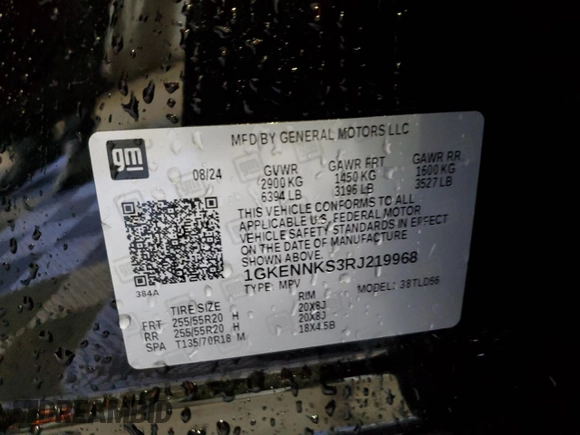 gm
MFD BY GENERAL MOTORS LLC
08/24
GVWR GAWR FRT GAWR RR
2900 KG 1450 KG 1600 KG
6394 LB 3196 LB 3527 LB
THIS VEHICLE CONFORMS TO ALL
APPLICABLE U.S. FEDERAL MOTOR
VEHICLE SAFETY STANDARDS IN EFFECT
ON THE DATE OF MANUFACTURE
SHOWN ABOVE.
1GKENNKS3RJ219968
384A
TYPE: MPV MODEL: 38TLD56
TIRE SIZE RIM
FRT 255/55R20 H 20X8J
RR 255/55R20 H 20X8J
SPA T135/70R18 M 18X4.5B
DREAMBID